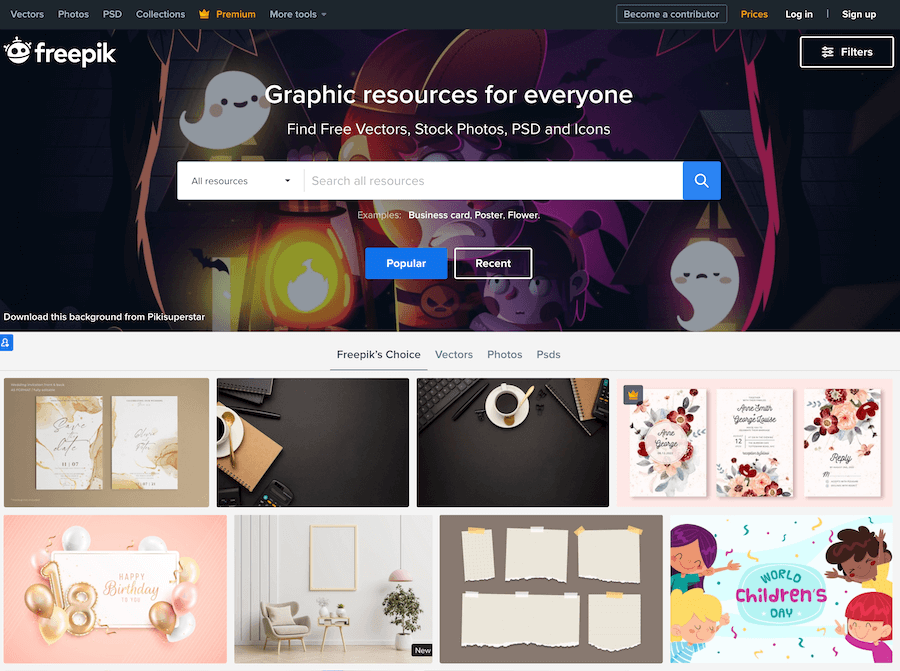 Vectors Photos PSD Collections Premium More tools Become a contributor Prices Log in | Sign up
freepik
Filters
Graphic resources for everyone
Find Free Vectors, Stock Photos, PSD and Icons
All resources Search all resources
Examples: Business card, Poster, Flower.
Popular Recent
Download this background from Pikisuperstar
Freepik's Choice Vectors Photos Psds
Save
the
date
Anne
&
George
Anne Smith
George Louise
12
Reply
HAPPY
Birthday
TO YOU
18
New
WORLD
CHILDREN'S
DAY